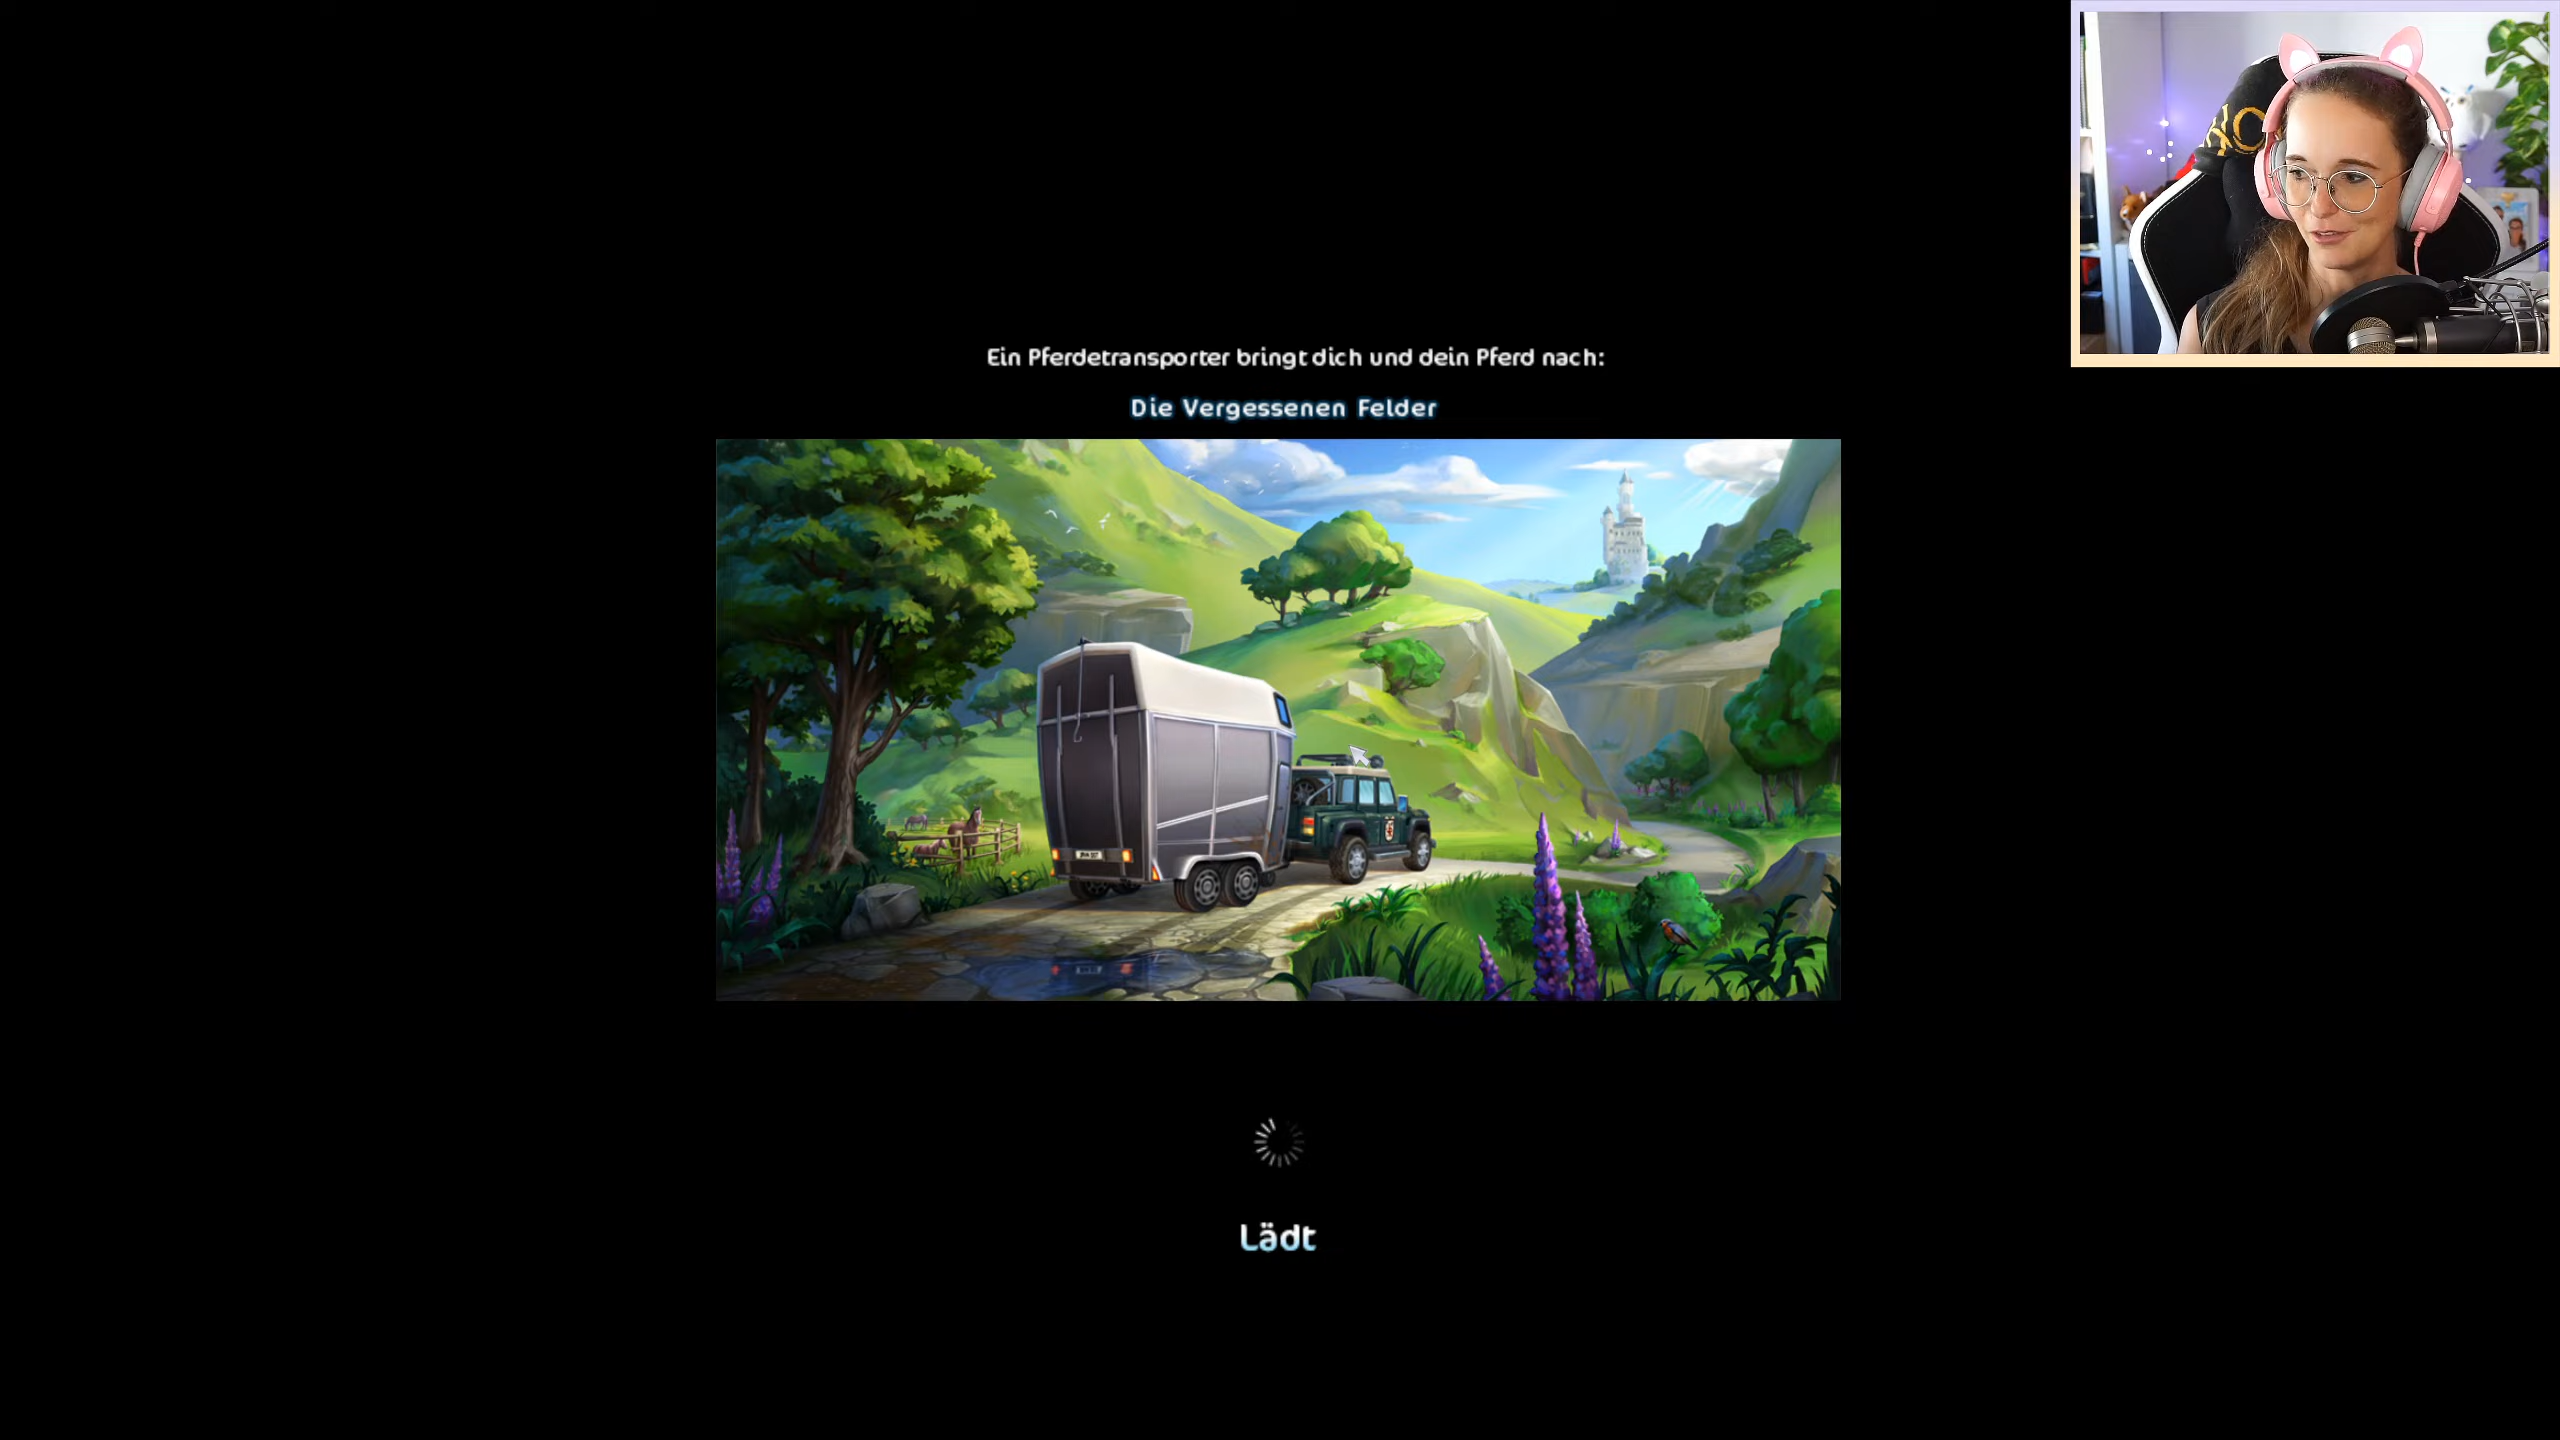 Ein Pferdetransporter bringt dich und dein Pferd nach:
Die Vergessenen Felder
Lädt